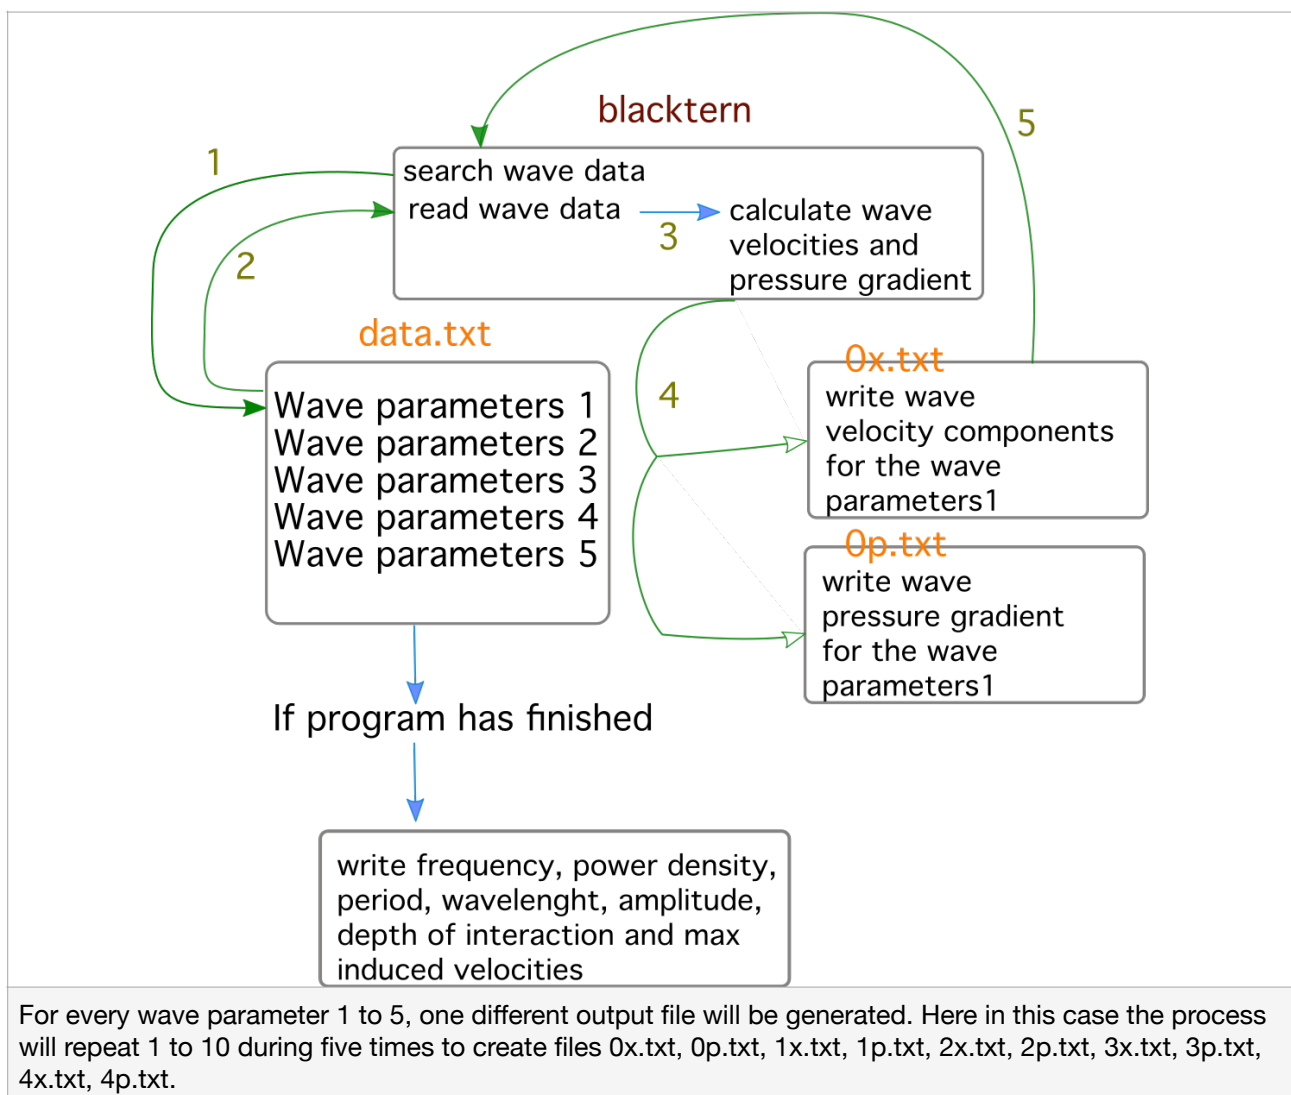 blacktern
5
1
search wave data
read wave data
3
calculate wave
velocities and
pressure gradient
2
data.txt
Wave parameters 1
Wave parameters 2
Wave parameters 3
Wave parameters 4
Wave parameters 5
4
0x.txt
write wave
velocity components
for the wave
parameters1
0p.txt
write wave
pressure gradient
for the wave
parameters1
If program has finished
write frequency, power density,
period, wavelenght, amplitude,
depth of interaction and max
induced velocities
For every wave parameter 1 to 5, one different output file will be generated. Here in this case the process
will repeat 1 to 10 during five times to create files 0x.txt, 0p.txt, 1x.txt, 1p.txt, 2x.txt, 2p.txt, 3x.txt, 3p.txt,
4x.txt, 4p.txt.